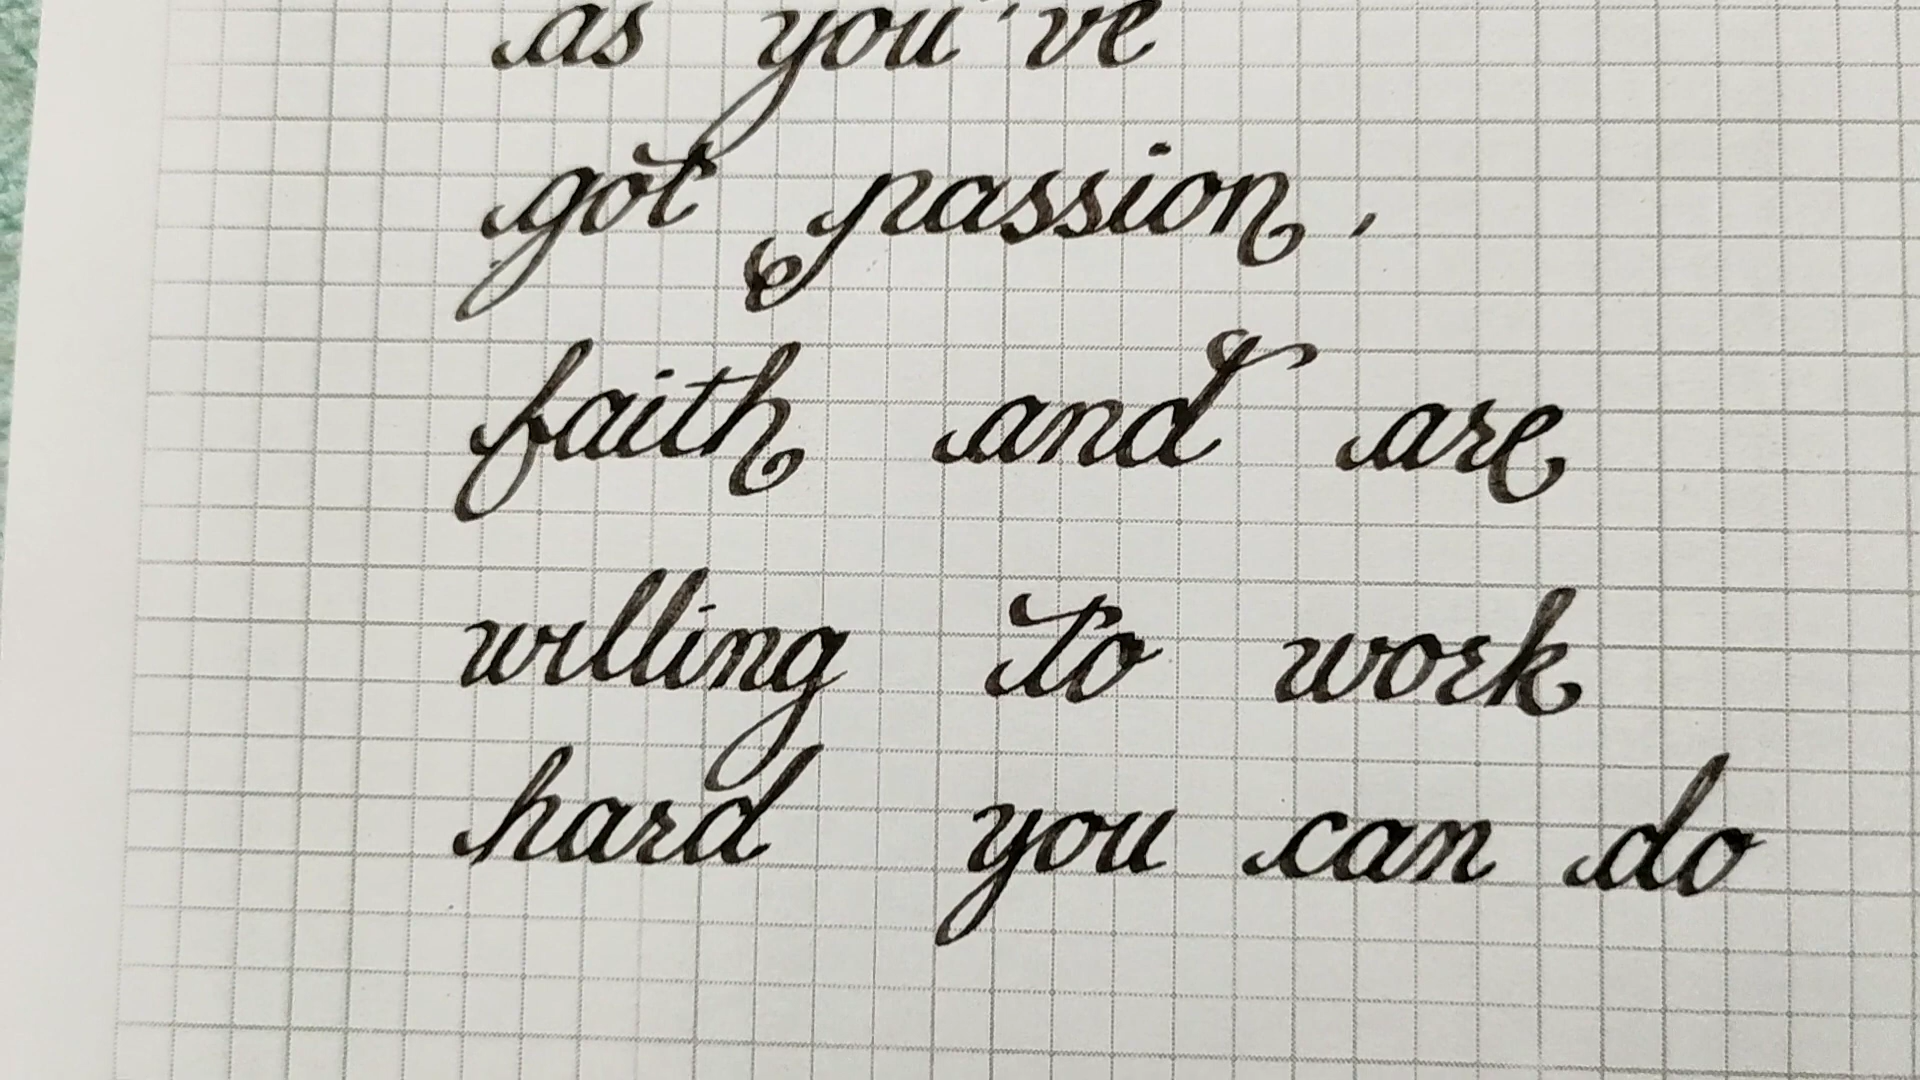 as you've
got passion,
faith and are
willing to work
hard you can do